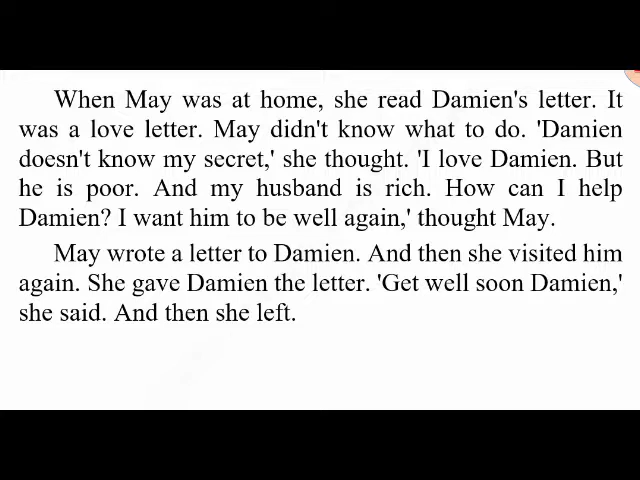 When May was at home, she read Damien's letter. It
was a love letter. May didn't know what to do. 'Damien
doesn't know my secret,' she thought. 'I love Damien. But
he is poor. And my husband is rich. How can I help
Damien? I want him to be well again,' thought May.
May wrote a letter to Damien. And then she visited him
again. She gave Damien the letter. 'Get well soon Damien,'
she said. And then she left.